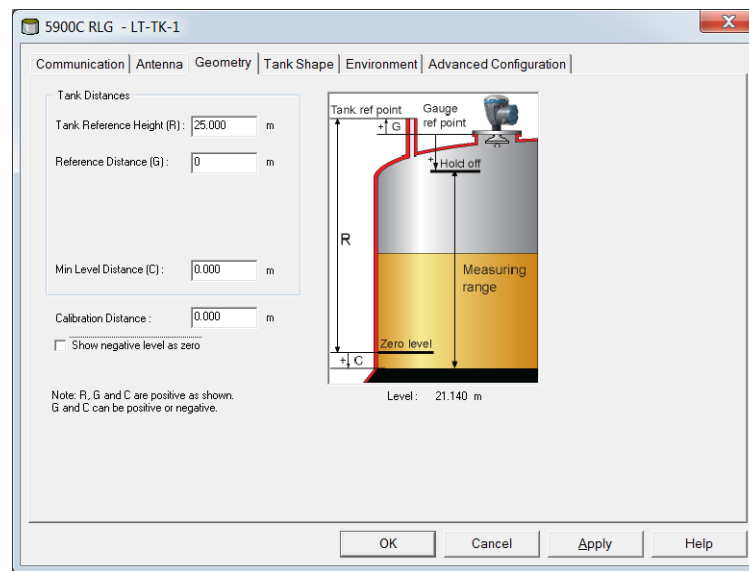 5900C RLG - LT-TK-1
X
Communication Antenna Geometry Tank Shape Environment Advanced Configuration
Tank Distances
Tank Reference Height (R) : 25.000 m
Reference Distance (G) : 0 m
Min Level Distance (C) : 0.000 m
Calibration Distance : 0.000 m
Show negative level as zero
Note: R, G and C are positive as shown.
G and C can be positive or negative.
Tank ref point
Gauge
ref point
+ G
+
Hold off
R
Measuring
range
Zero level
+ C
Level : 21.140 m
OK Cancel Apply Help